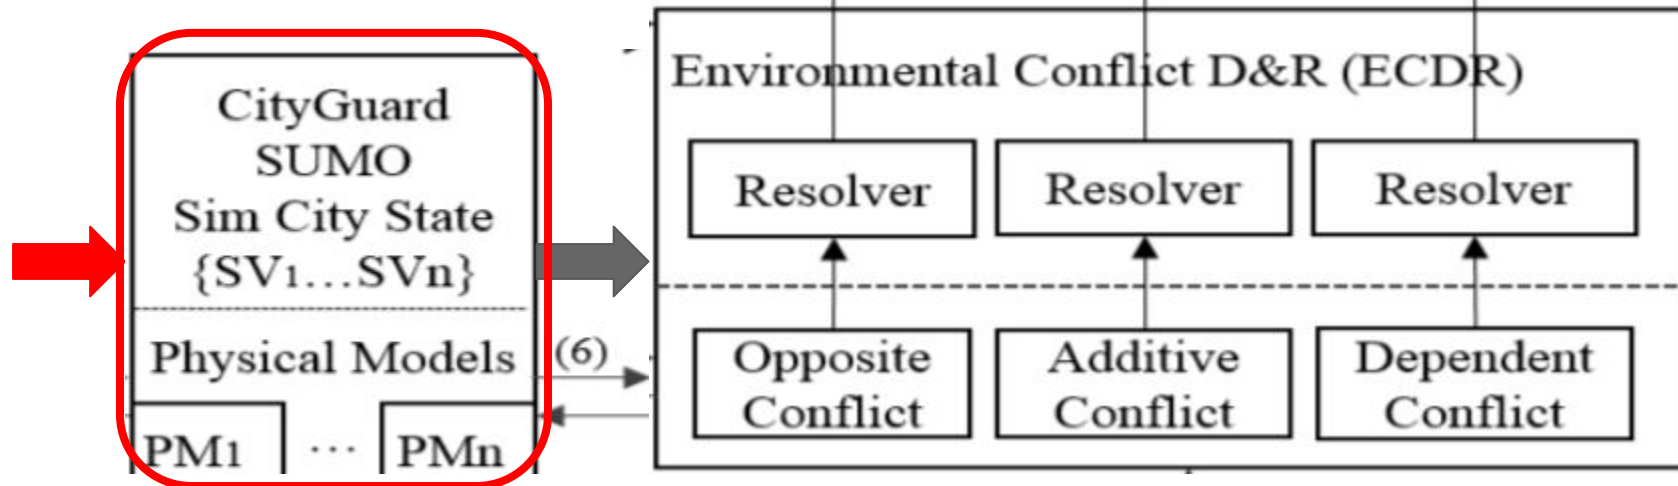 CityGuard
SUMO
Sim City State
{SV1...SVn}
Physical Models
PM1 ... PMn
(6)
Environmental Conflict D&R (ECDR)
Resolver Resolver Resolver
Opposite Conflict
Additive Conflict
Dependent Conflict